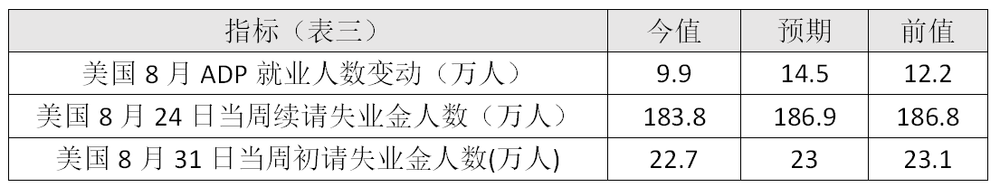 指标（表三） 今值 预期 前值
美国 8 月 ADP 就业人数变动（万人） 9.9 14.5 12.2
美国 8 月 24 日当周续请失业金人数（万人） 183.8 186.9 186.8
美国 8 月 31 日当周初请失业金人数(万人) 22.7 23 23.1